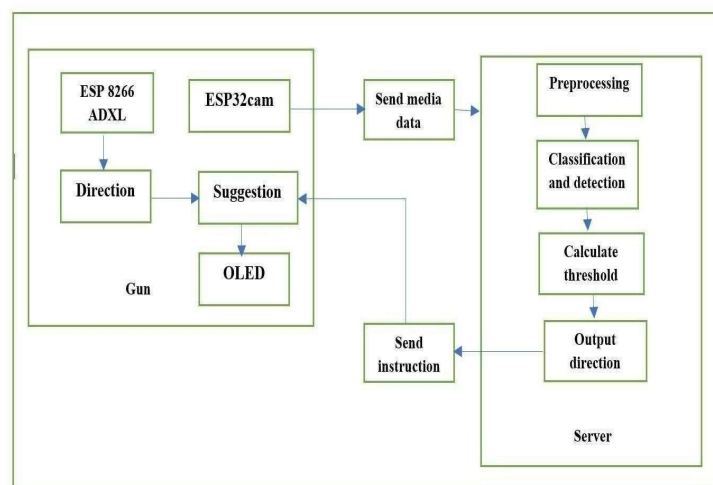 ESP 8266
ADXL
ESP32cam
Direction
Suggestion
OLED
Gun
Send media
data
Preprocessing
Classification
and detection
Calculate
threshold
Output
direction
Send
instruction
Server